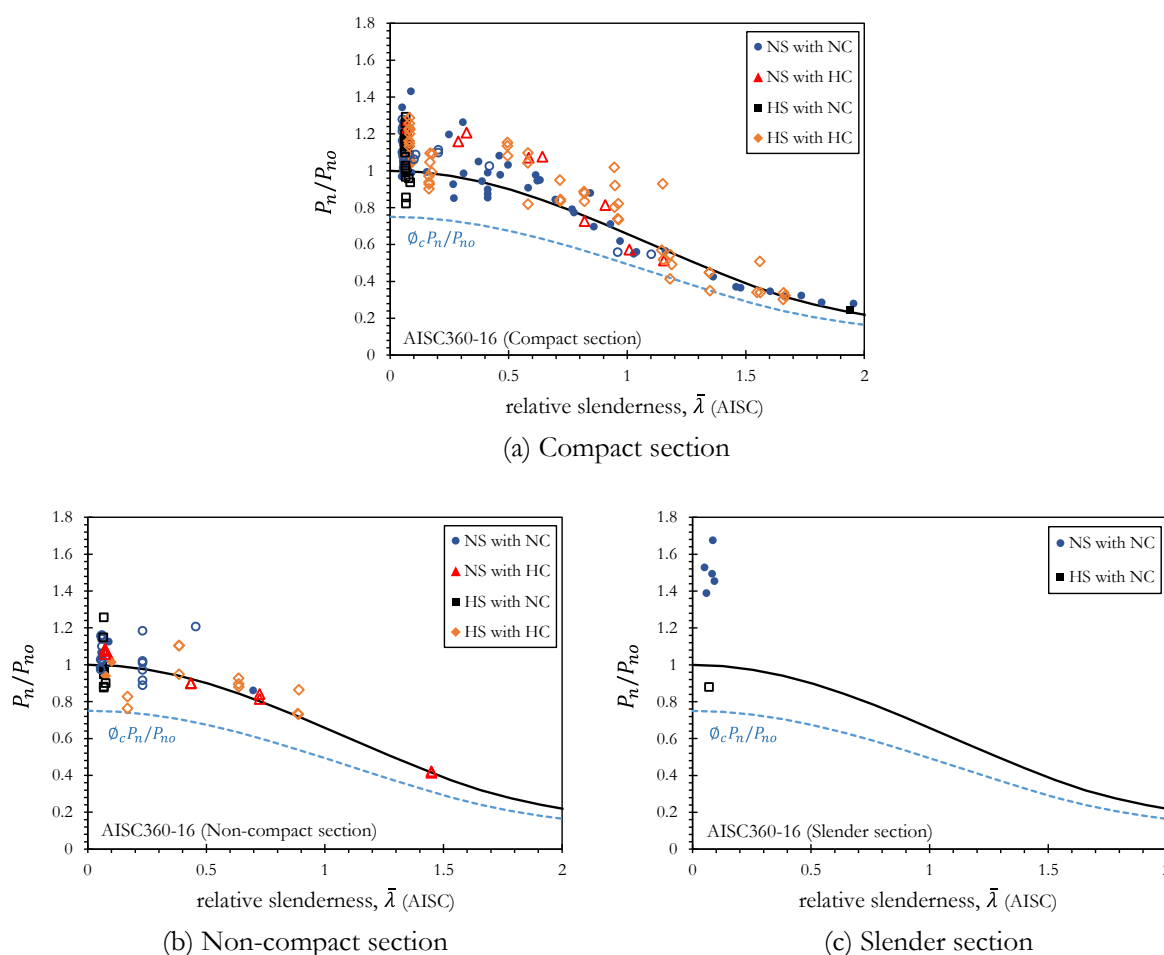 1.8
1.6
1.4
1.2
1
0.8
0.6
0.4
0.2
0
Pₙ/Pₙₒ
NS with NC
NS with HC
HS with NC
HS with HC
∅cPₙ/Pₙₒ
AISC360-16 (Compact section)
0 0.5 1 1.5 2
relative slenderness, λ̄ (AISC)
(a) Compact section
1.8
1.6
1.4
1.2
1
0.8
0.6
0.4
0.2
0
Pₙ/Pₙₒ
NS with NC
NS with HC
HS with NC
HS with HC
∅cPₙ/Pₙₒ
AISC360-16 (Non-compact section)
0 0.5 1 1.5 2
relative slenderness, λ̄ (AISC)
(b) Non-compact section
1.8
1.6
1.4
1.2
1
0.8
0.6
0.4
0.2
0
Pₙ/Pₙₒ
NS with NC
HS with NC
∅cPₙ/Pₙₒ
AISC360-16 (Slender section)
0 0.5 1 1.5 2
relative slenderness, λ̄ (AISC)
(c) Slender section